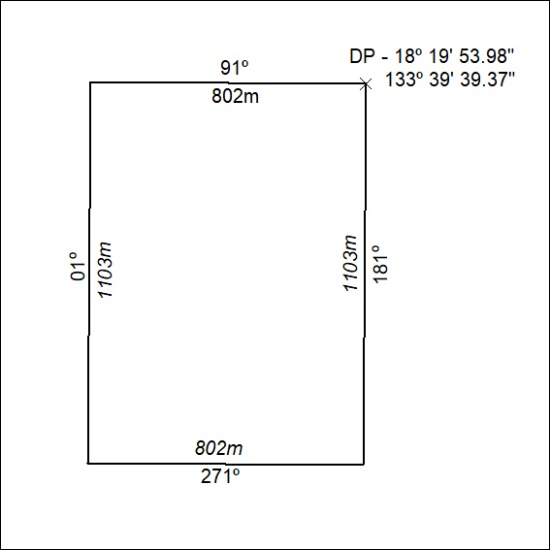 91º
802m
DP - 18º 19' 53.98"
133º 39' 39.37"
01º
1103m
1103m
181º
802m
271º